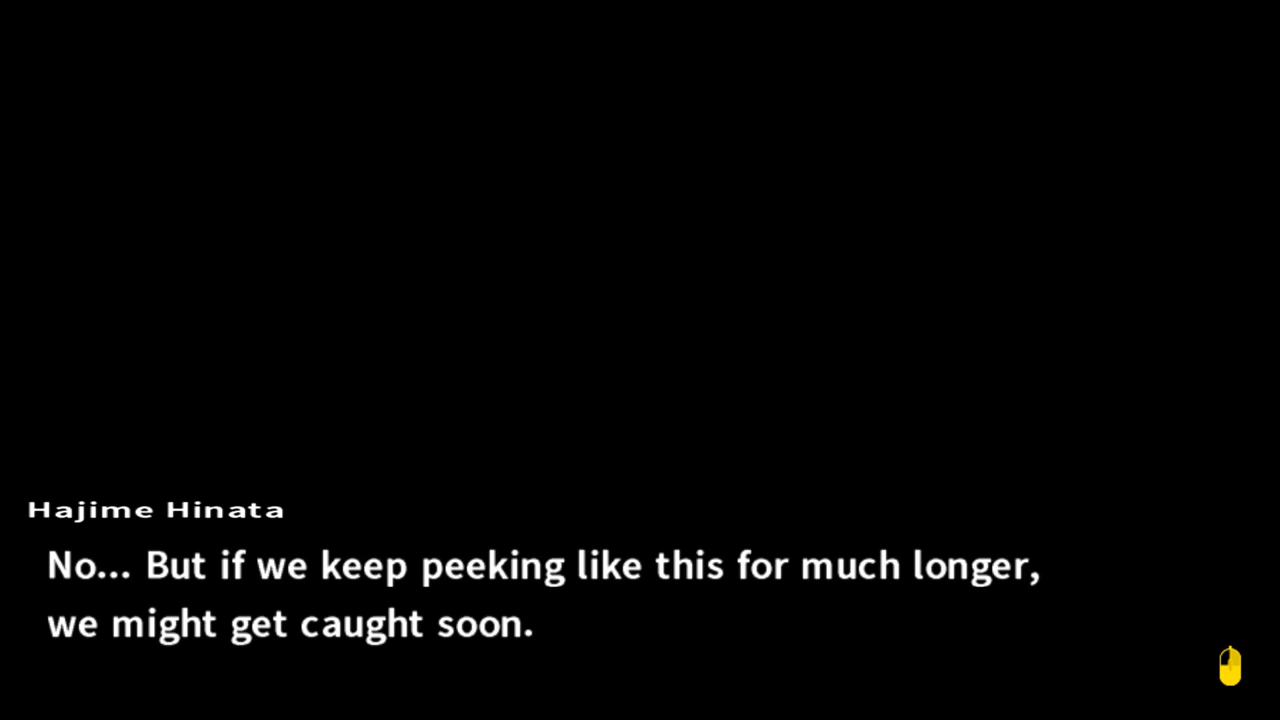 Hajime Hinata
No... But if we keep peeking like this for much longer,
we might get caught soon.